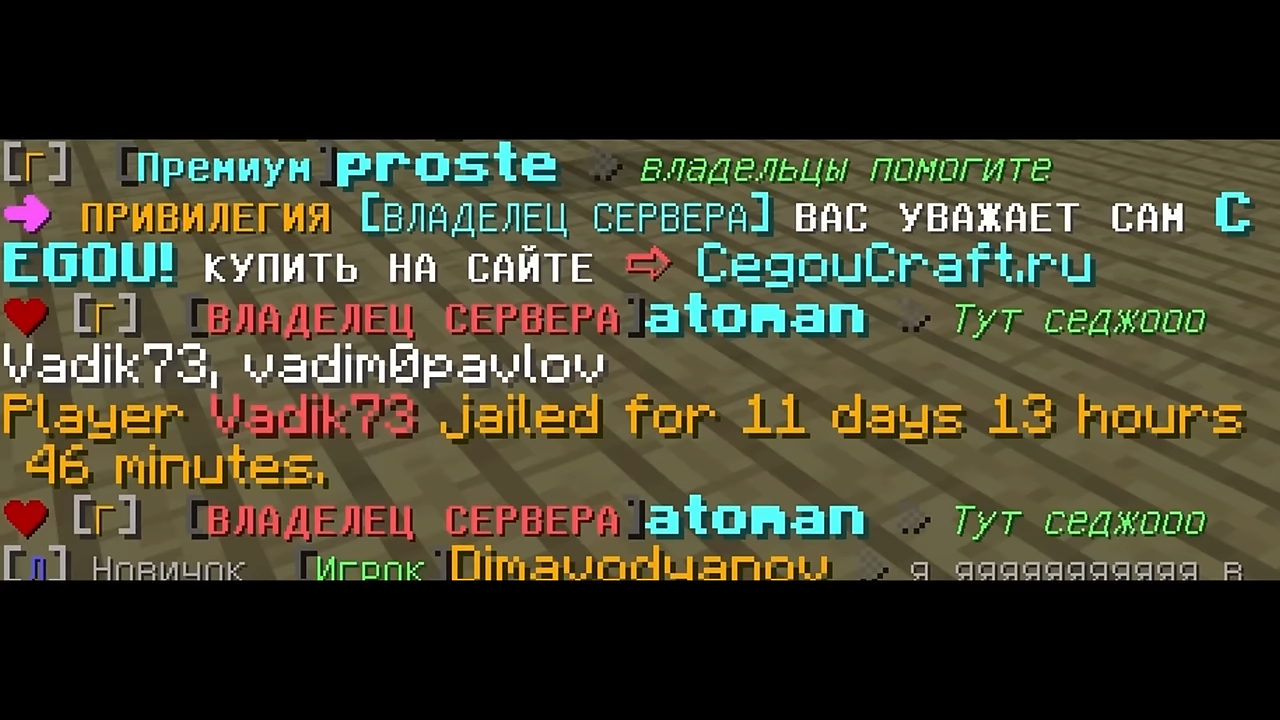 [Г] [Премиум]proste владельцы помогите
ПРИВИЛЕГИЯ [ВЛАДЕЛЕЦ СЕРВЕРА] ВАС УВАЖАЕТ САМ C
EGOU! КУПИТЬ НА САЙТЕ ⇨ CegouCraft.ru
❤ [Г] [ВЛАДЕЛЕЦ СЕРВЕРА]atoman Тут седжооо
Vadik73, vadim0pavlov
Player Vadik73 jailed for 11 days 13 hours
46 minutes.
❤ [Г] [ВЛАДЕЛЕЦ СЕРВЕРА]atoman Тут седжооо
[Л] Новичок [Игрок]Dimavodyanov я яяяяяяяяяяя в